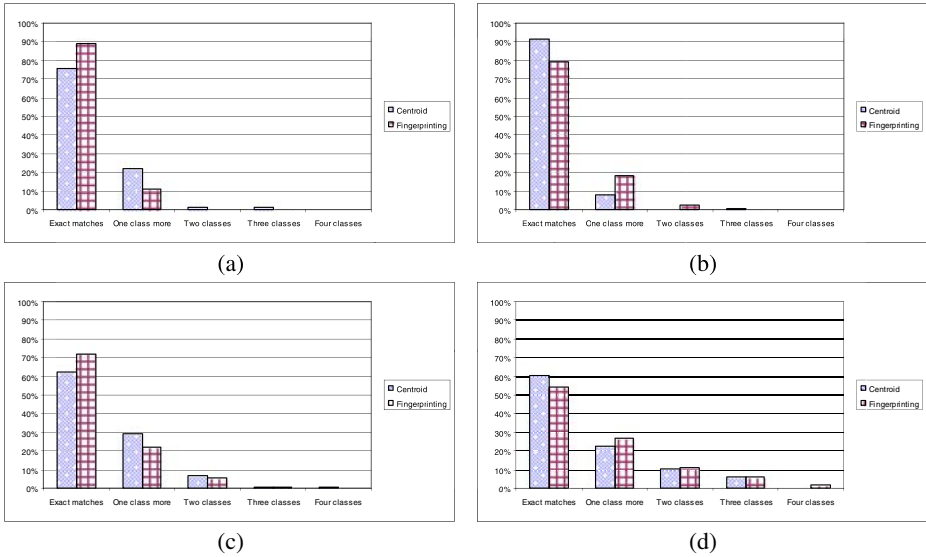 100%
90%
80%
70%
60%
50%
40%
30%
20%
10%
0%
Exact matches One class more Two classes Three classes Four classes
Centroid
Fingerprinting
(a)
100%
90%
80%
70%
60%
50%
40%
30%
20%
10%
0%
Exact matches One class more Two classes Three classes Four classes
Centroid
Fingerprinting
(b)
100%
90%
80%
70%
60%
50%
40%
30%
20%
10%
0%
Exact matches One class more Two classes Three classes Four classes
Centroid
Fingerprinting
(c)
100%
90%
80%
70%
60%
50%
40%
30%
20%
10%
0%
Exact matches One class more Two classes Three classes Four classes
Centroid
Fingerprinting
(d)